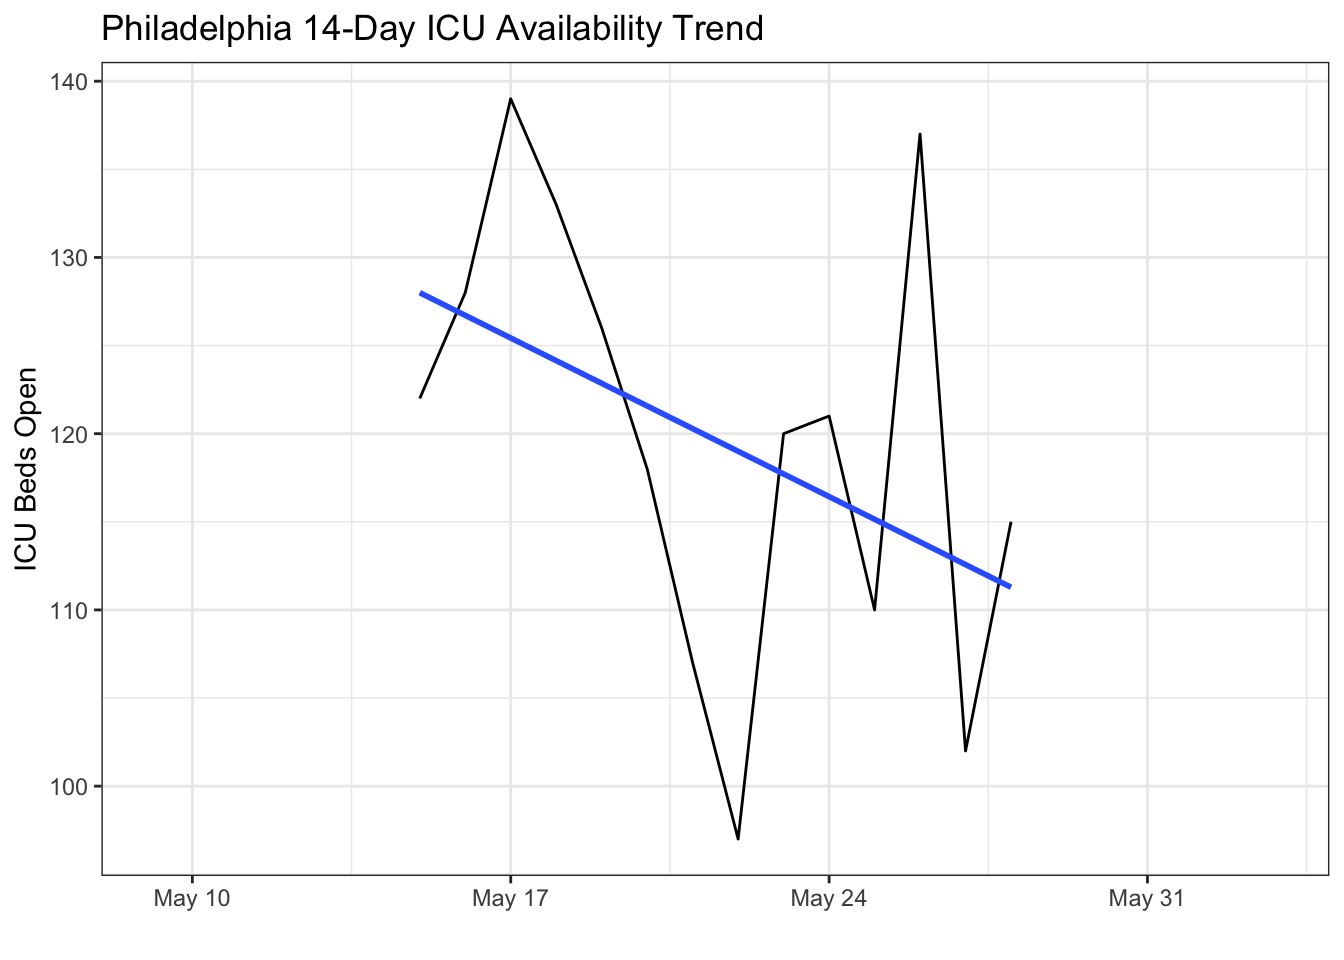 Philadelphia 14-Day ICU Availability Trend
140
130
120
110
100
ICU Beds Open
May 10
May 17
May 24
May 31